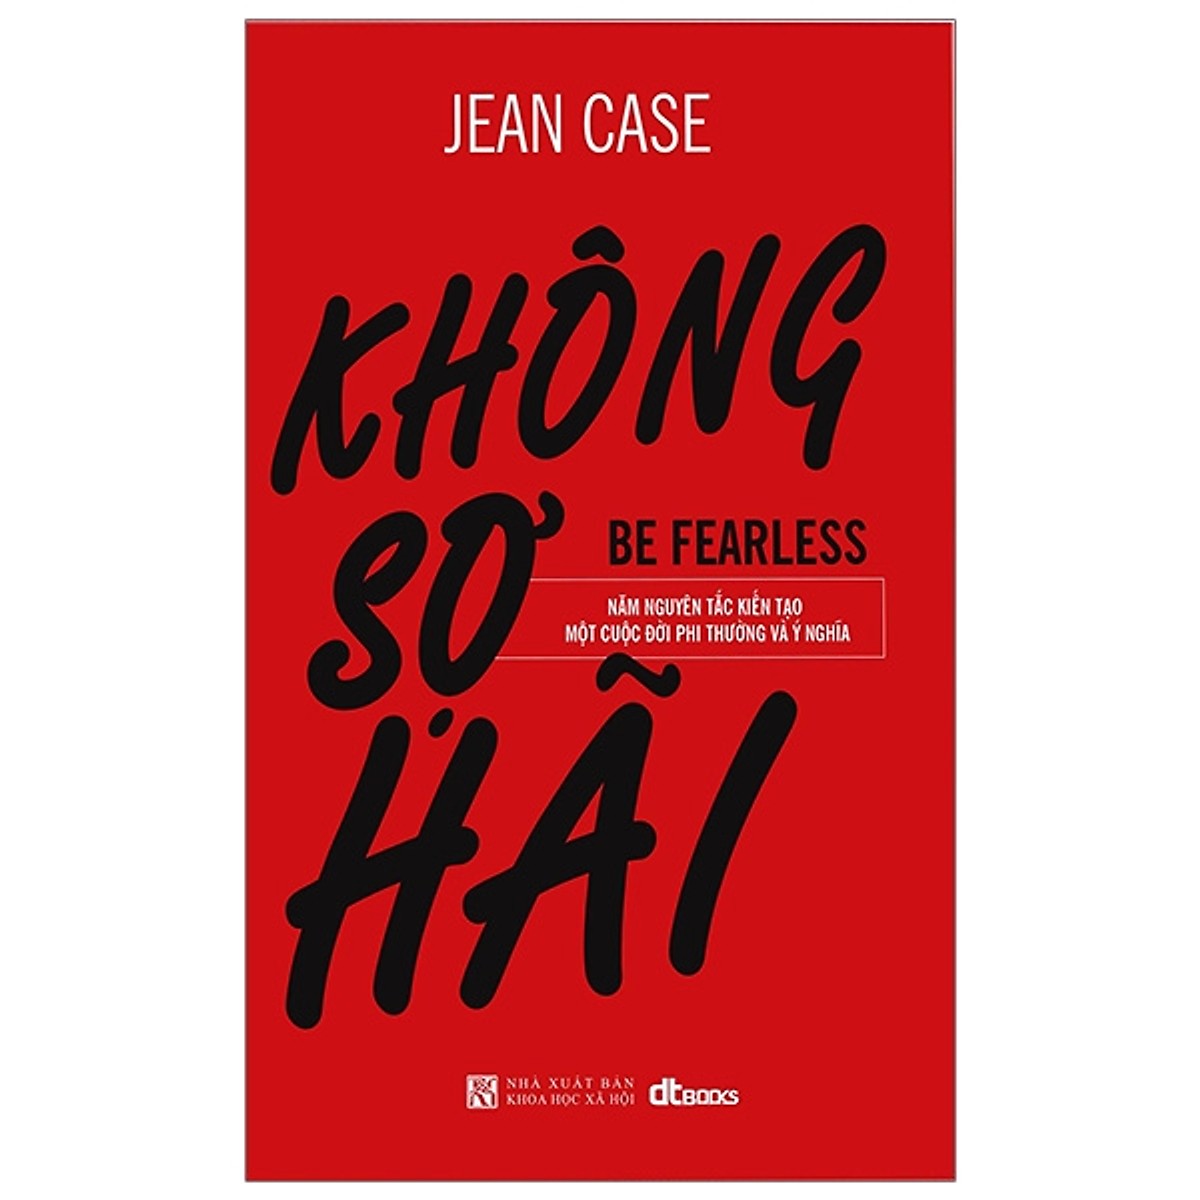 JEAN CASE
KHÔNG
SỢ
BE FEARLESS
NĂM NGUYÊN TẮC KIẾN TẠO
MỘT CUỘC ĐỜI PHI THƯỜNG VÀ Ý NGHĨA
HÃI
NHÀ XUẤT BẢN
KHOA HỌC XÃ HỘI
dtBOOKS